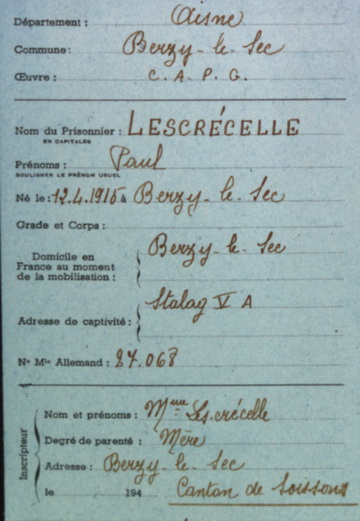 Département : Aisne
Commune : Berzy-le-Sec
Œuvre : C. A. P. G.
Nom du Prisonnier : LESCRÉCELLE
EN CAPITALES
Prénoms : Paul
SOULIGNER LE PRÉNOM USUEL
Né le : 12.4.1915 à Berzy-le-Sec
Grade et Corps :
Domicile en Berzy-le-Sec
France au moment
de la mobilisation :
Stalag V A
Adresse de captivité :
No Mle Allemand : 27.068
Inscripteur
Nom et prénoms : Mme Lescrécelle
Degré de parenté : Mère
Adresse : Berzy-le-Sec
le 194 Canton de Soissons